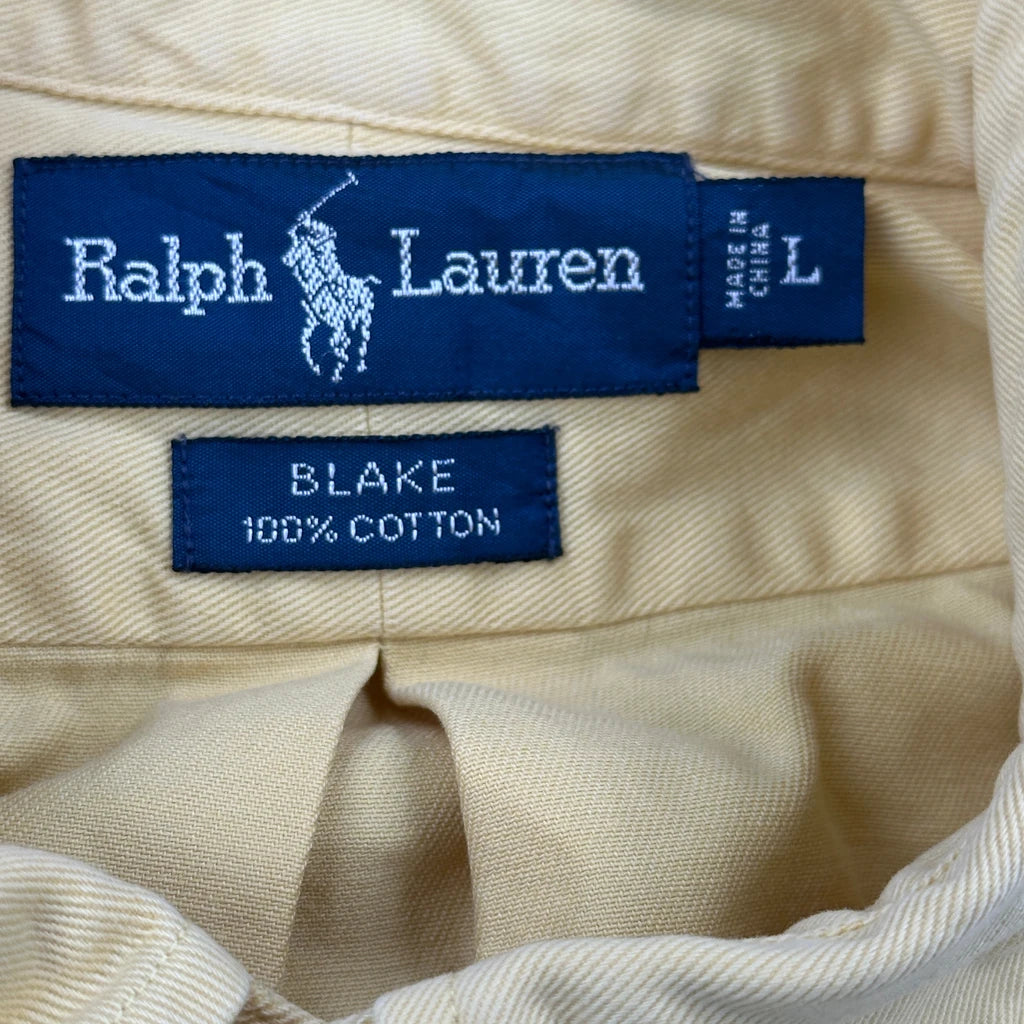 Ralph Lauren
MADE IN
CHINA
L
BLAKE
100% COTTON